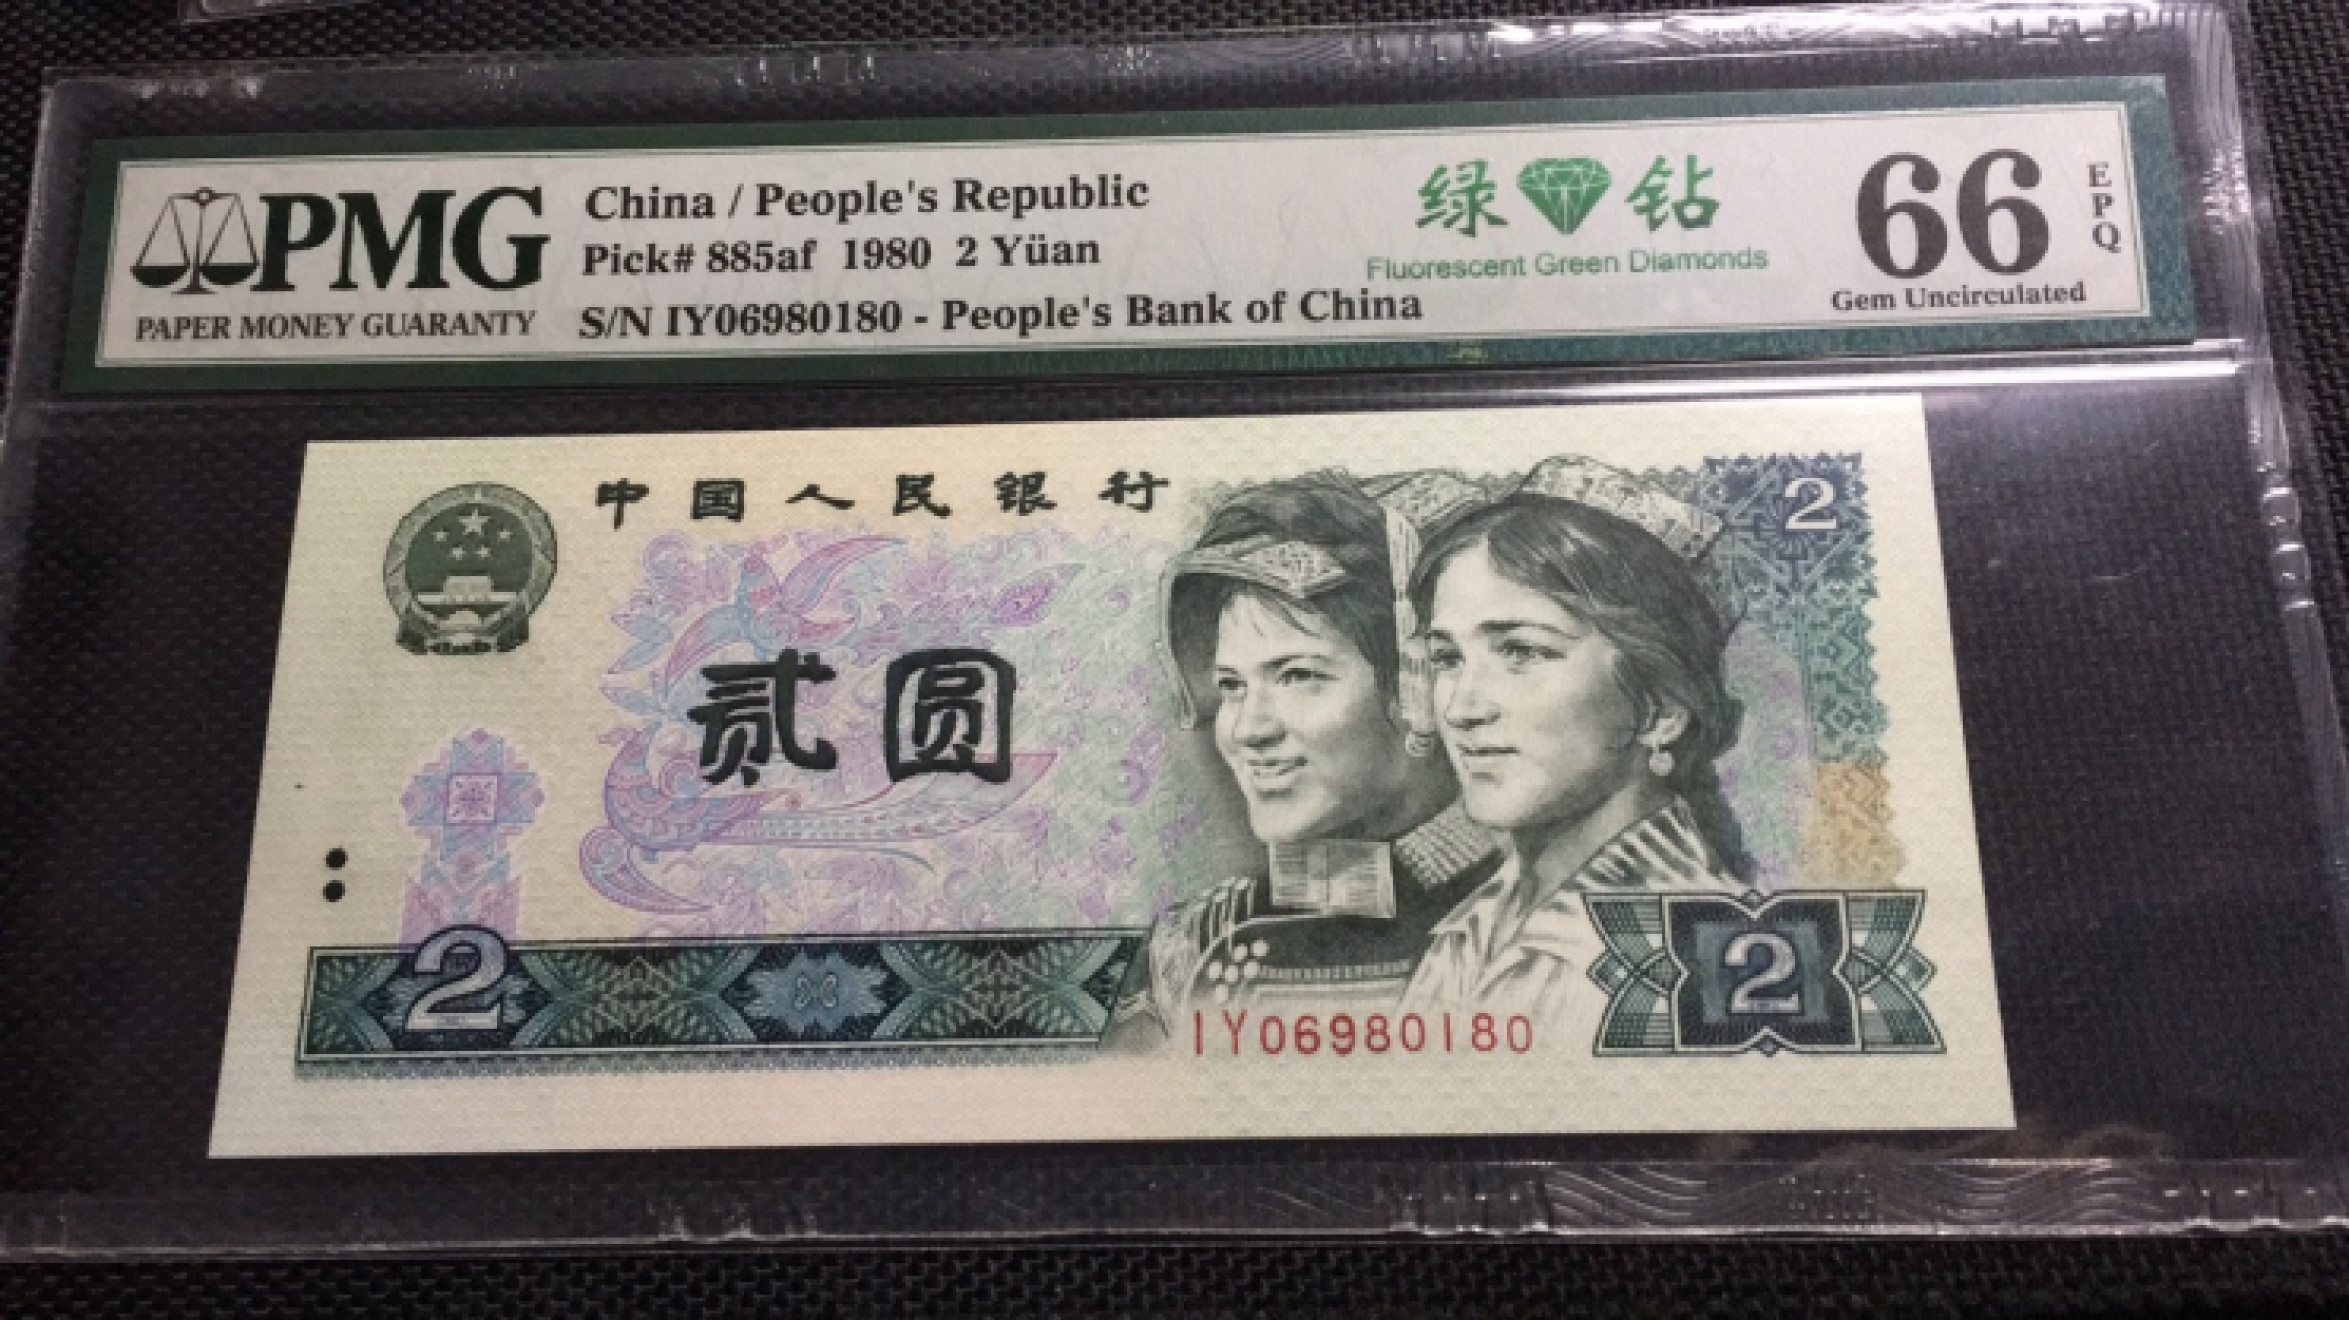 PMG
PAPER MONEY GUARANTY
China / People's Republic
Pick# 885af 1980 2 Yüan
S/N IY06980180 - People's Bank of China
绿钻
Fluorescent Green Diamonds
66
EPQ
Gem Uncirculated
中国人民银行
2
贰圆
2
IY06980180
2